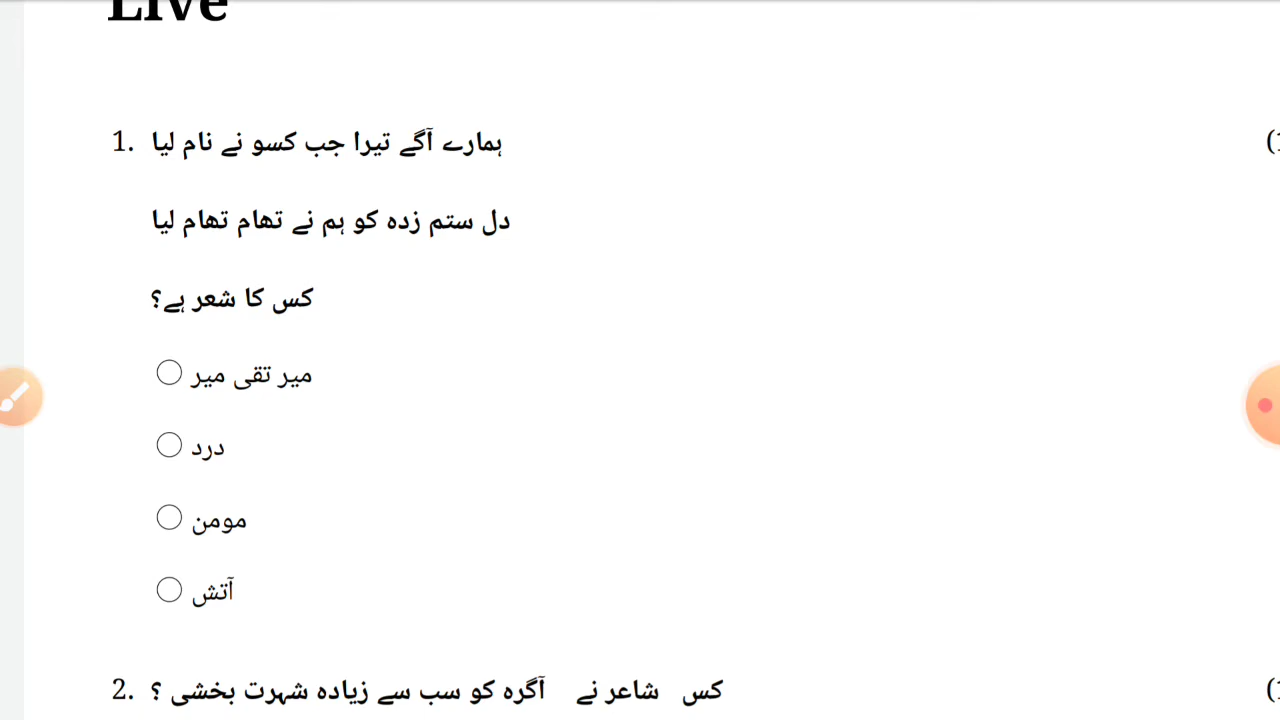 Live
1. ہمارے آگے تیرا جب کسو نے نام لیا
دل ستم زدہ کو ہم نے تھام تھام لیا
کس کا شعر ہے؟
میر تقی میر
درد
مومن
آتش
2. کس شاعر نے آگرہ کو سب سے زیادہ شہرت بخشی ؟